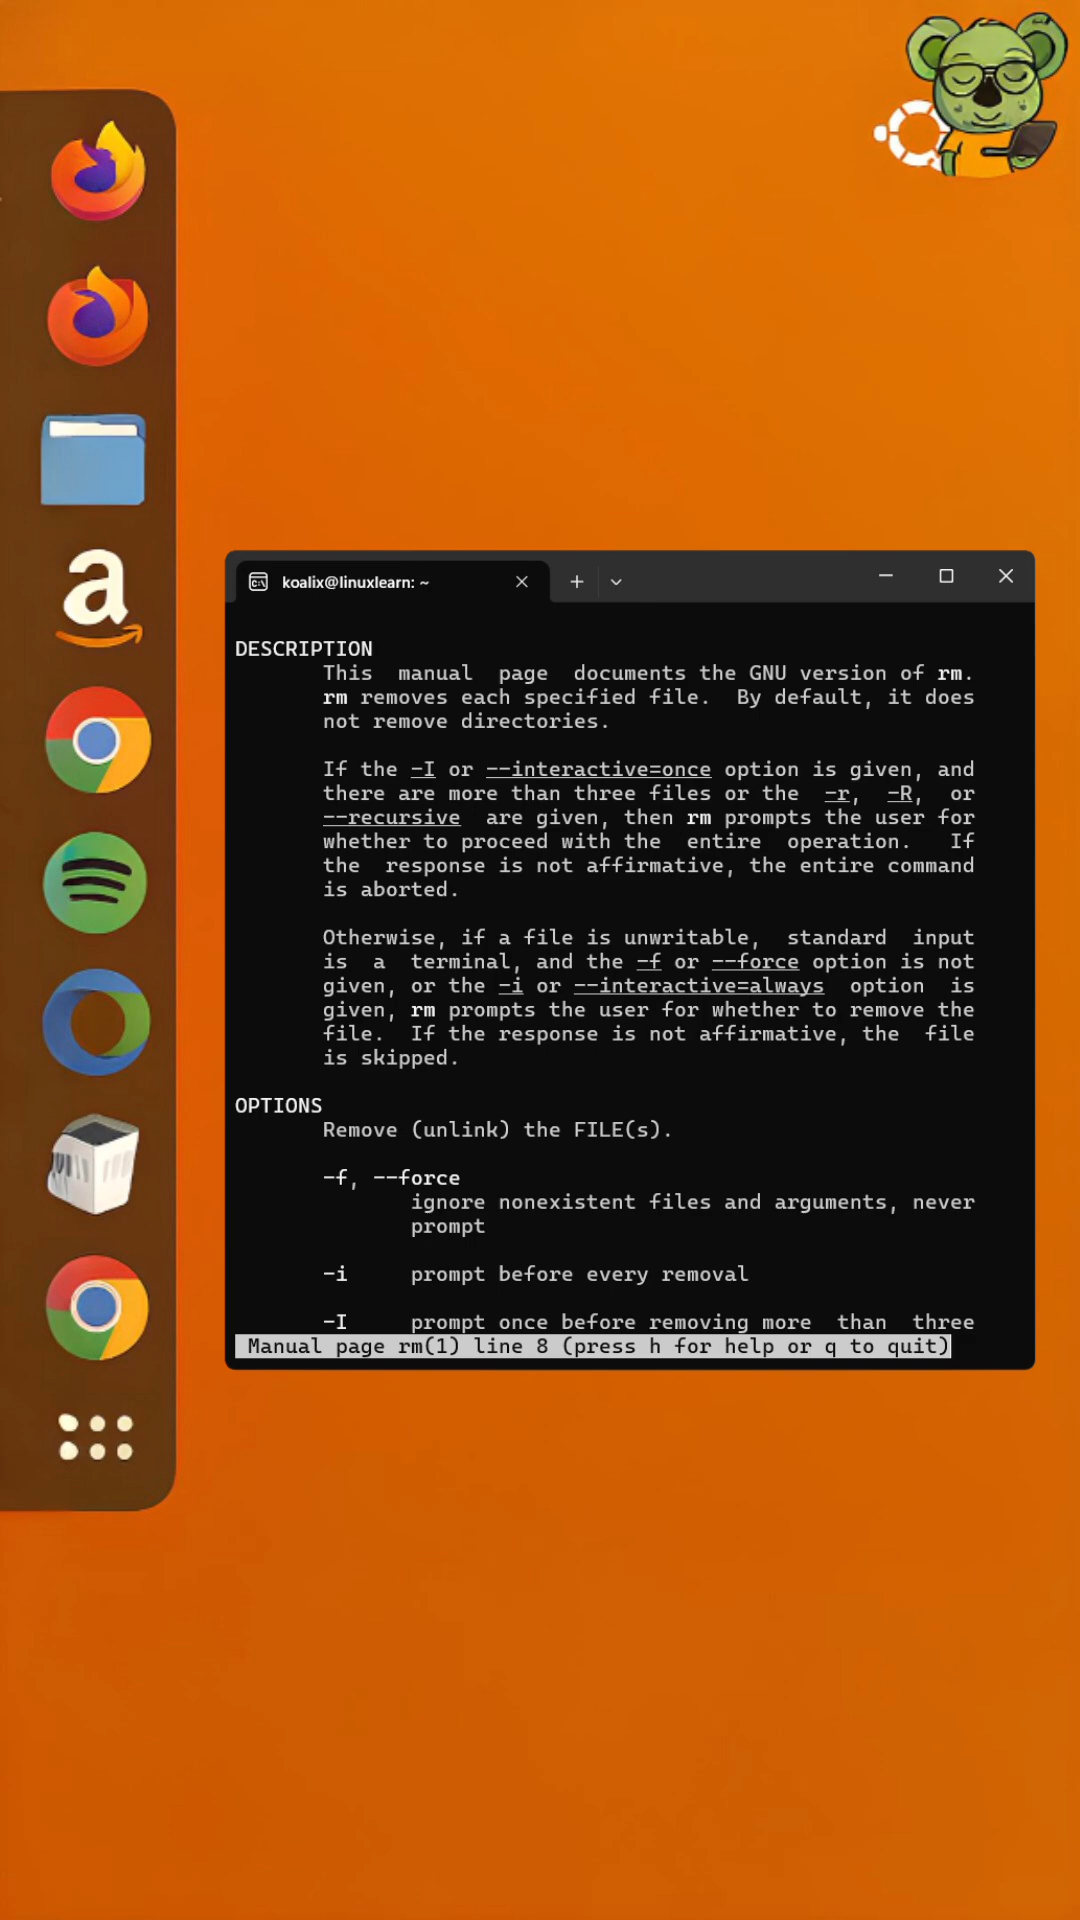 koalix@linuxlearn: ~
DESCRIPTION
This manual page documents the GNU version of rm.
rm removes each specified file. By default, it does
not remove directories.
If the -I or --interactive=once option is given, and
there are more than three files or the -r, -R, or
--recursive are given, then rm prompts the user for
whether to proceed with the entire operation. If
the response is not affirmative, the entire command
is aborted.
Otherwise, if a file is unwritable, standard input
is a terminal, and the -f or --force option is not
given, or the -i or --interactive=always option is
given, rm prompts the user for whether to remove the
file. If the response is not affirmative, the file
is skipped.
OPTIONS
Remove (unlink) the FILE(s).
-f, --force
ignore nonexistent files and arguments, never
prompt
-i prompt before every removal
-I prompt once before removing more than three
Manual page rm(1) line 8 (press h for help or q to quit)